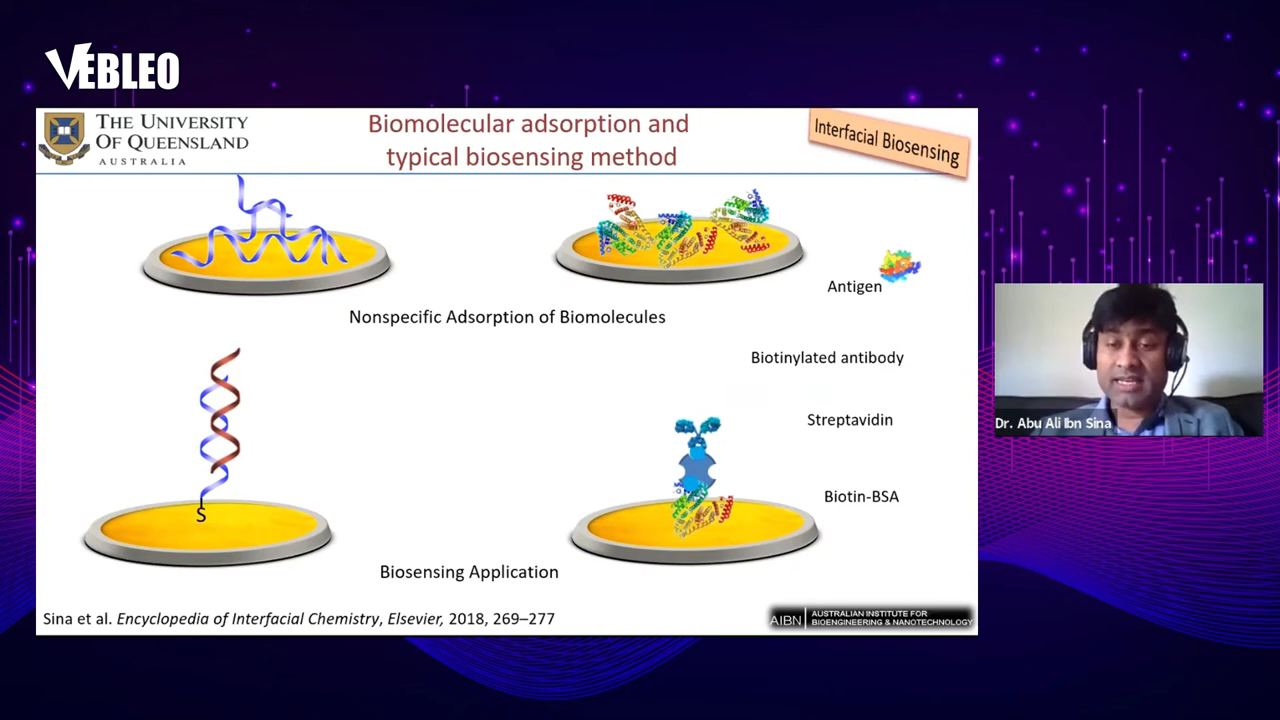 VEBLEO
THE UNIVERSITY
OF QUEENSLAND
AUSTRALIA
Biomolecular adsorption and
typical biosensing method
Interfacial Biosensing
Antigen
Nonspecific Adsorption of Biomolecules
Biotinylated antibody
Streptavidin
Dr. Abu Ali Ibn Sina
Biotin-BSA
S
Biosensing Application
Sina et al. Encyclopedia of Interfacial Chemistry, Elsevier, 2018, 269–277
AIBN
AUSTRALIAN INSTITUTE FOR
BIOENGINEERING & NANOTECHNOLOGY